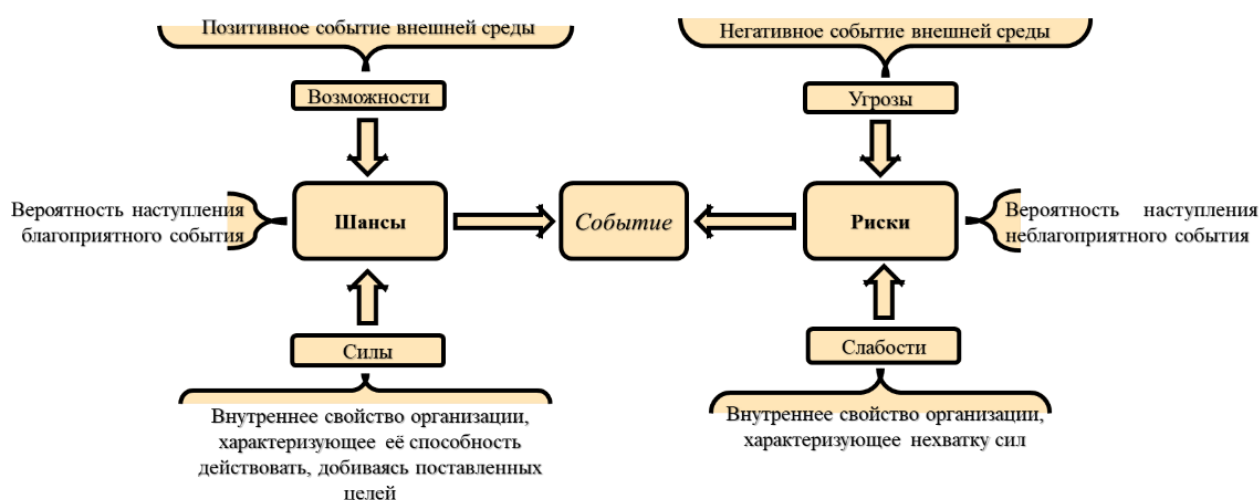 Позитивное событие внешней среды
Негативное событие внешней среды
Возможности
Угрозы
Вероятность наступления
благоприятного события
Шансы
Событие
Риски
Вероятность наступления
неблагоприятного события
Силы
Слабости
Внутреннее свойство организации,
характеризующее её способность
действовать, добиваясь поставленных
целей
Внутреннее свойство организации,
характеризующее нехватку сил